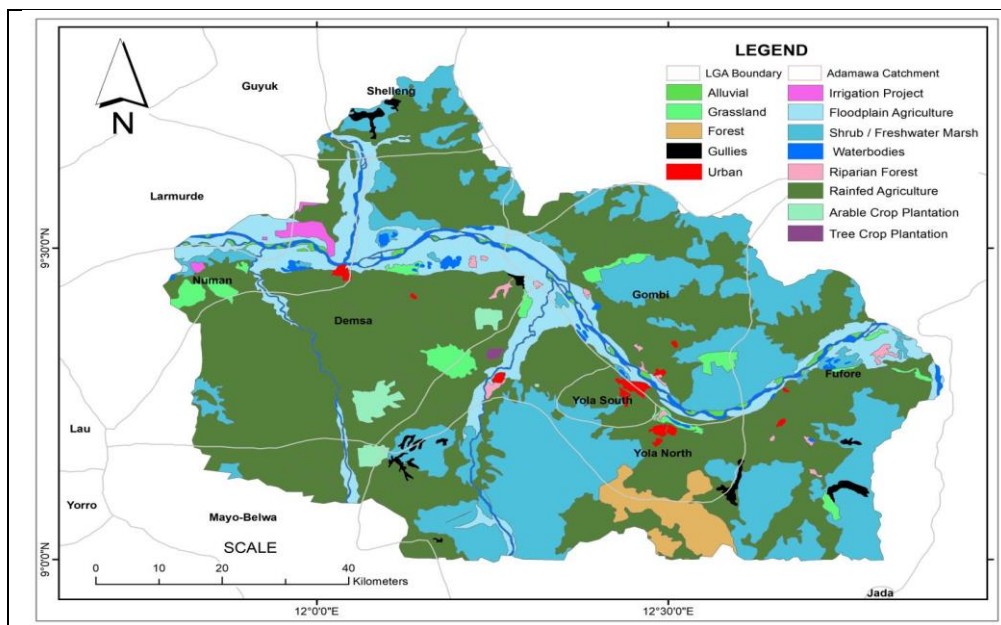 LEGEND
LGA Boundary
Alluvial
Grassland
Forest
Gullies
Urban
Adamawa Catchment
Irrigation Project
Floodplain Agriculture
Shrub / Freshwater Marsh
Waterbodies
Riparian Forest
Rainfed Agriculture
Arable Crop Plantation
Tree Crop Plantation
N
Guyuk
Shelleng
Larmurde
9°30'0"N
Numan
Demsa
Gombi
Fufore
Yola South
Yola North
Lau
Yorro
Mayo-Belwa
9°0'0"N
SCALE
0 10 20 40
Kilometers
Jada
12°0'0"E
12°30'0"E